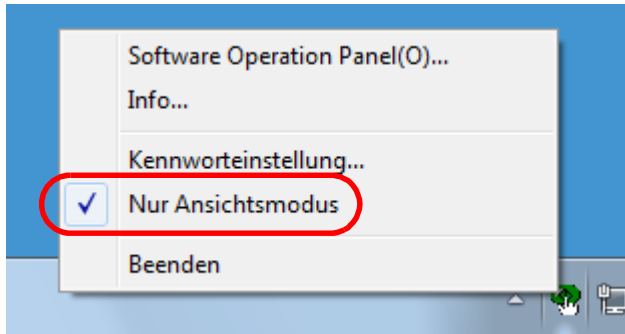 Software Operation Panel(O)...
Info...
Kennworteinstellung...
Nur Ansichtsmodus
Beenden